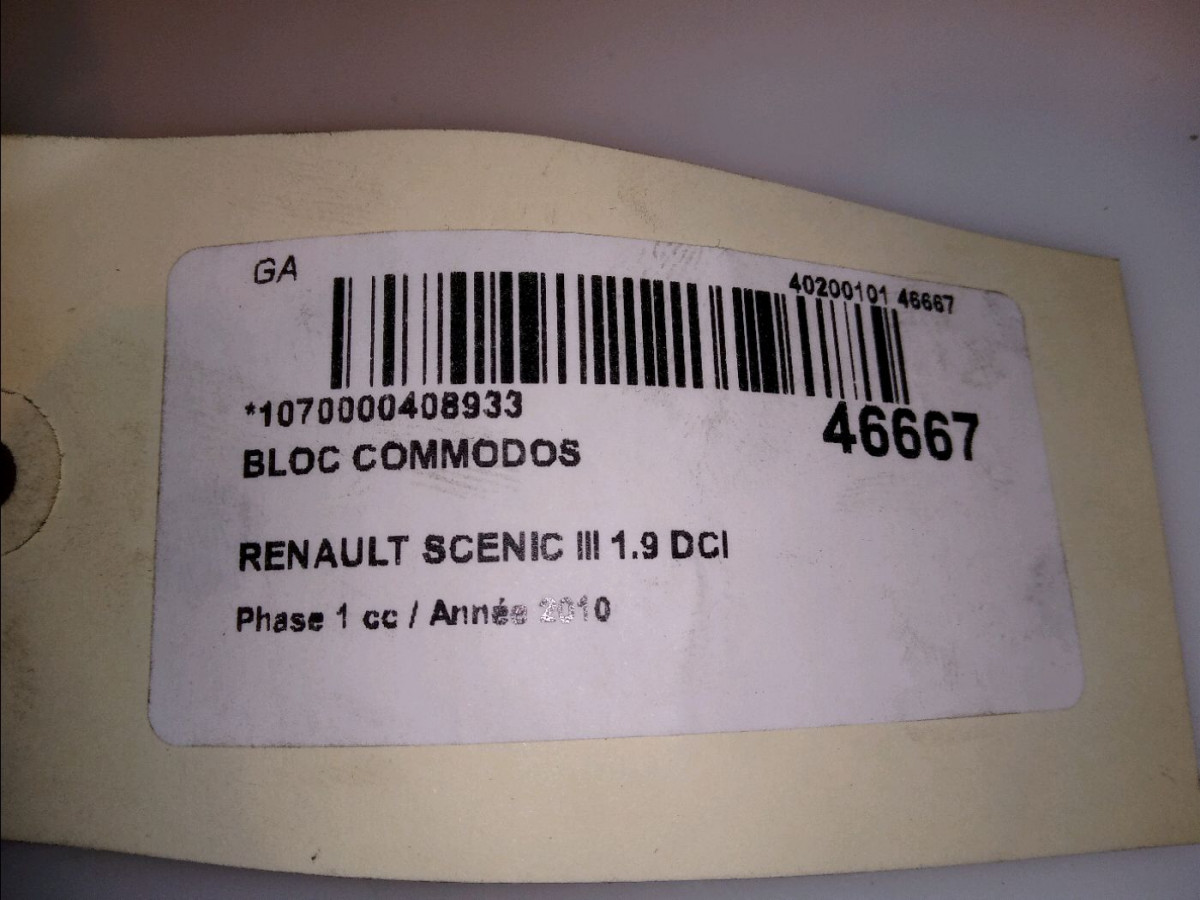 GA
40200101 46667
*1070000408933
46667
BLOC COMMODOS
RENAULT SCENIC III 1.9 DCI
Phase 1 cc / Année 2010